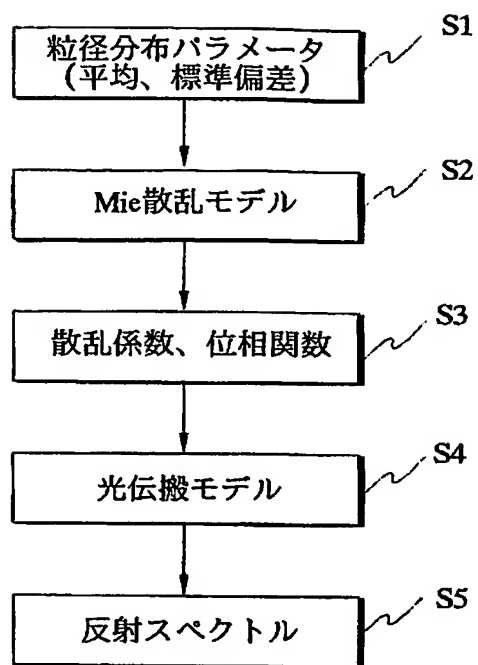 S1
粒径分布パラメータ
(平均、標準偏差)
S2
Mie散乱モデル
S3
散乱係数、位相関数
S4
光伝搬モデル
S5
反射スペクトル